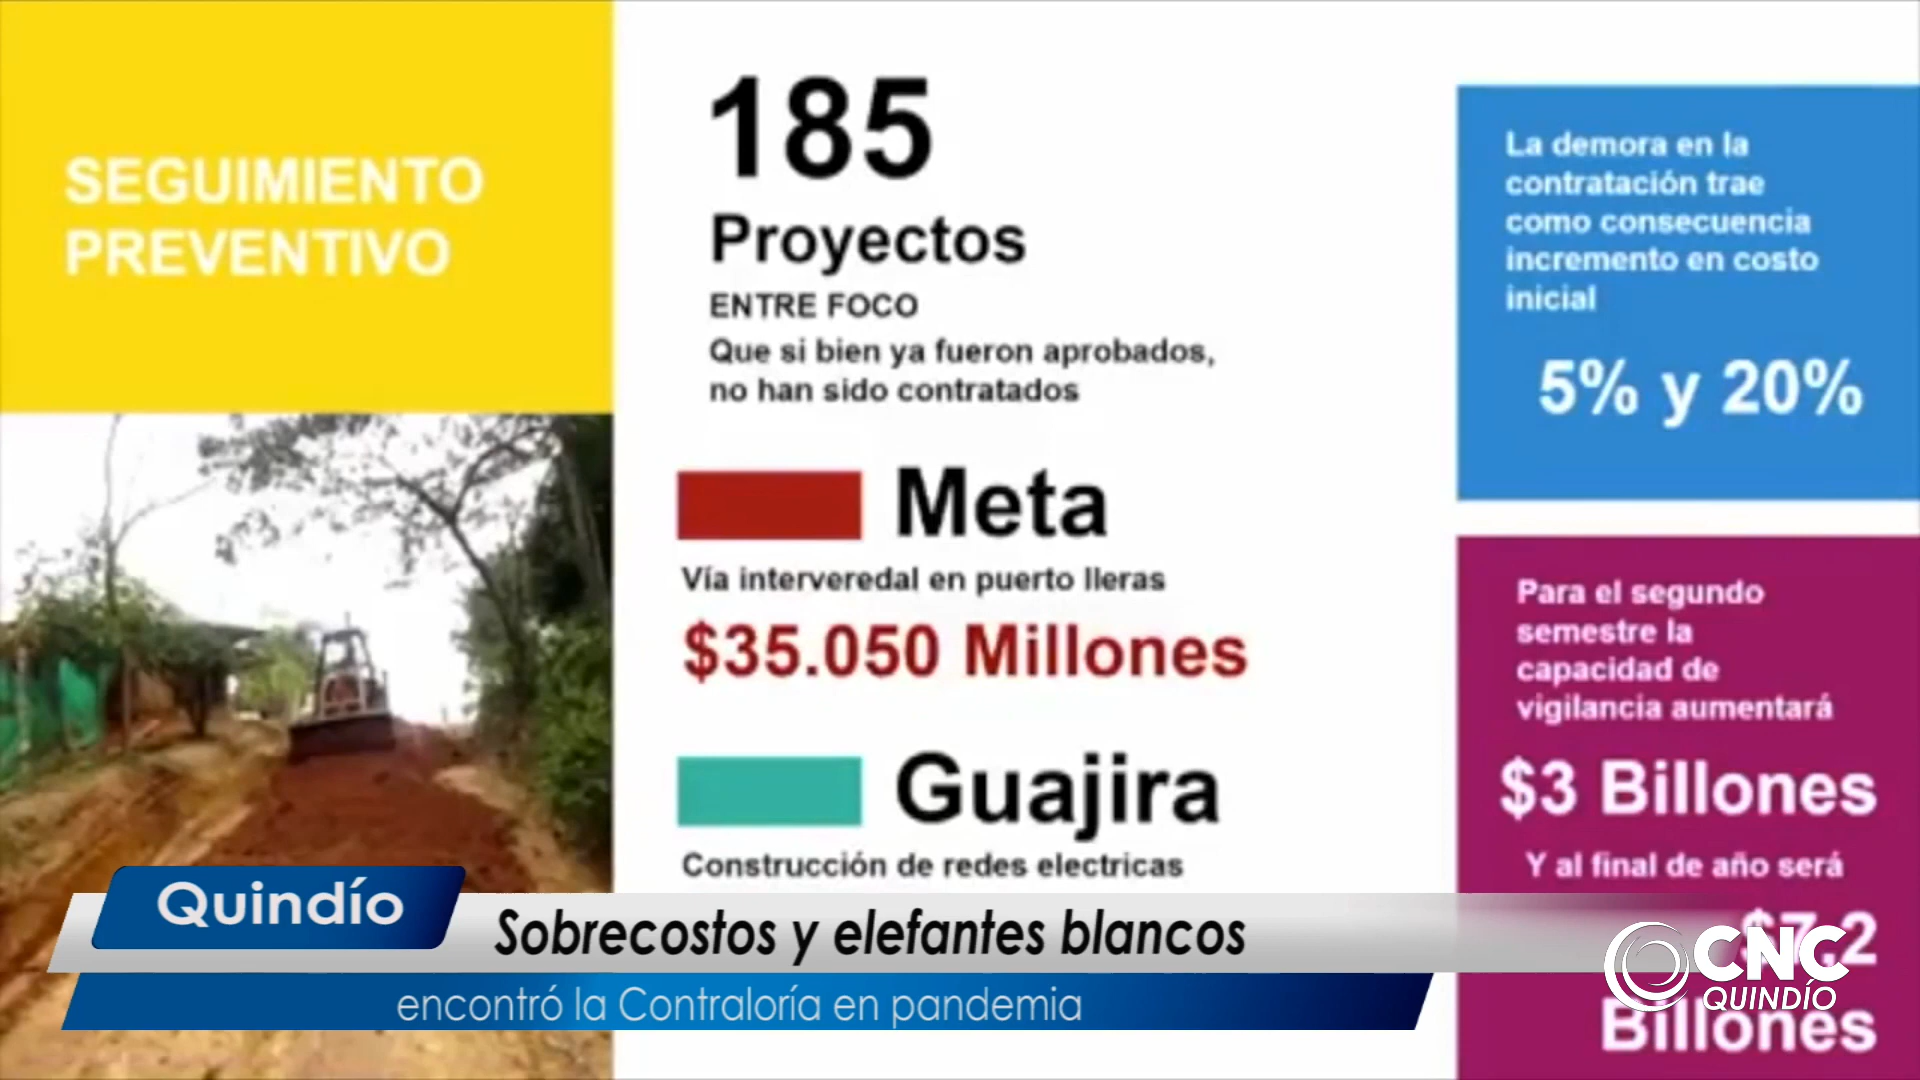 SEGUIMIENTO
PREVENTIVO
185
Proyectos
ENTRE FOCO
Que si bien ya fueron aprobados,
no han sido contratados
Meta
Vía interveredal en puerto lleras
$35.050 Millones
Guajira
Construcción de redes electricas
La demora en la
contratación trae
como consecuencia
incremento en costo
inicial
5% y 20%
Para el segundo
semestre la
capacidad de
vigilancia aumentará
$3 Billones
Y al final de año será
$7,2
Billones
Quindío
Sobrecostos y elefantes blancos
encontró la Contraloría en pandemia
CNC
QUINDÍO